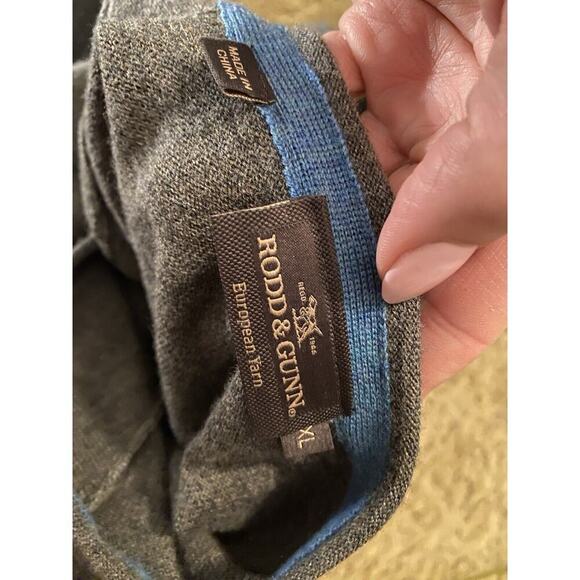 MADE IN
CHINA
REGD 1946
RODD & GUNN®
European Yarn
XL